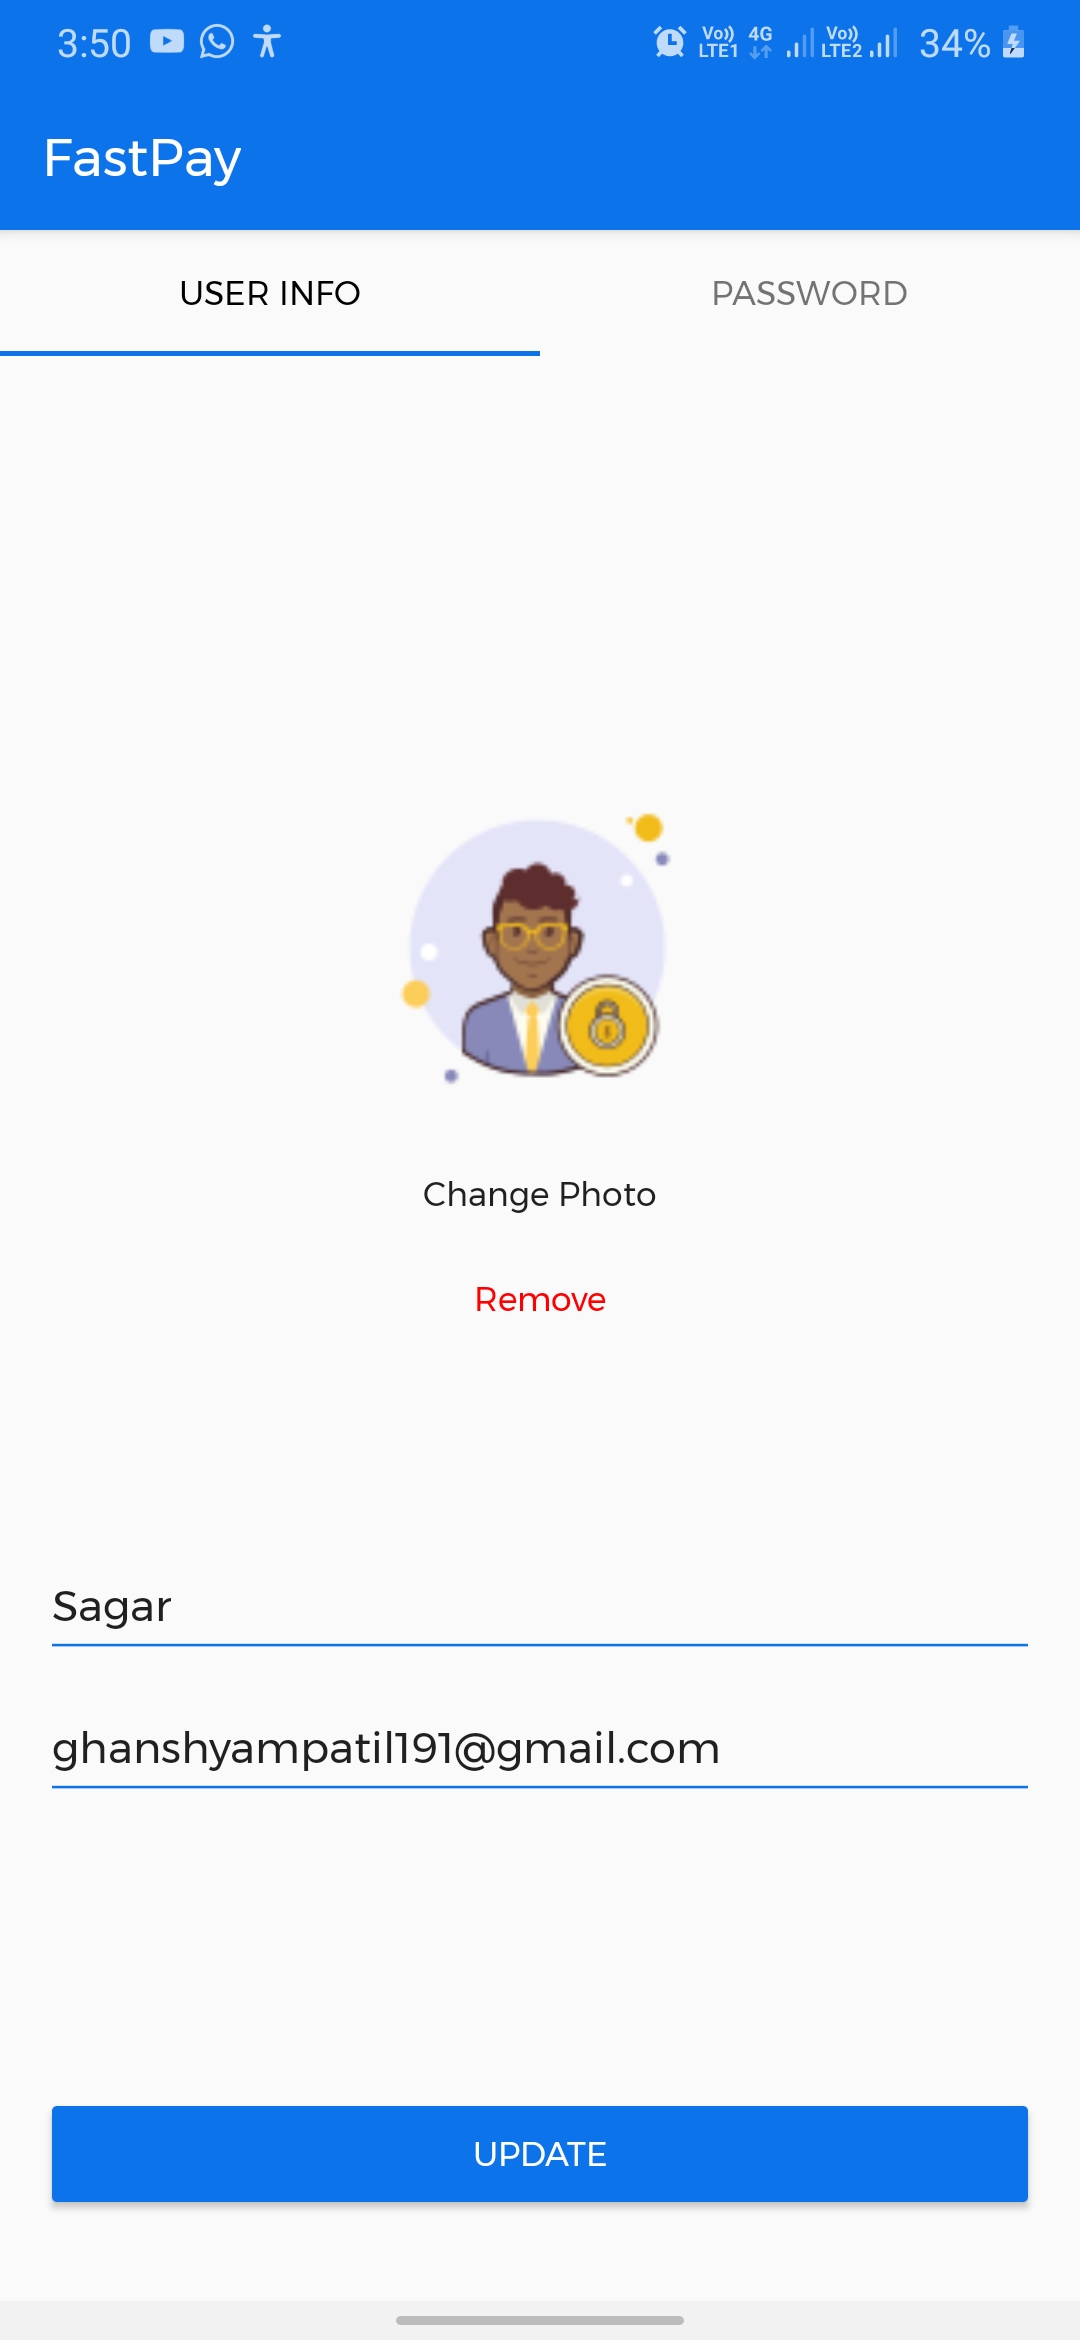 3:50 Vo)) LTE1 4G Vo)) LTE2 34%
FastPay
USER INFO PASSWORD
Change Photo
Remove
Sagar
ghanshyampatil191@gmail.com
UPDATE